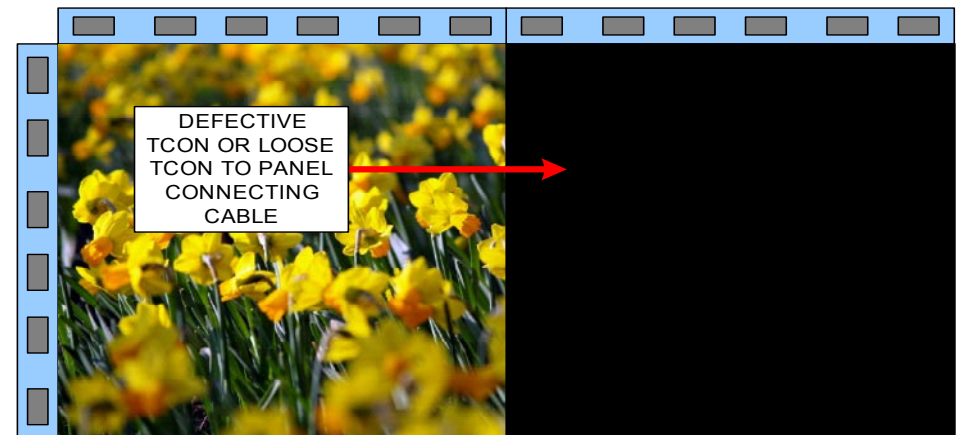 DEFECTIVE
TCON OR LOOSE
TCON TO PANEL
CONNECTING
CABLE